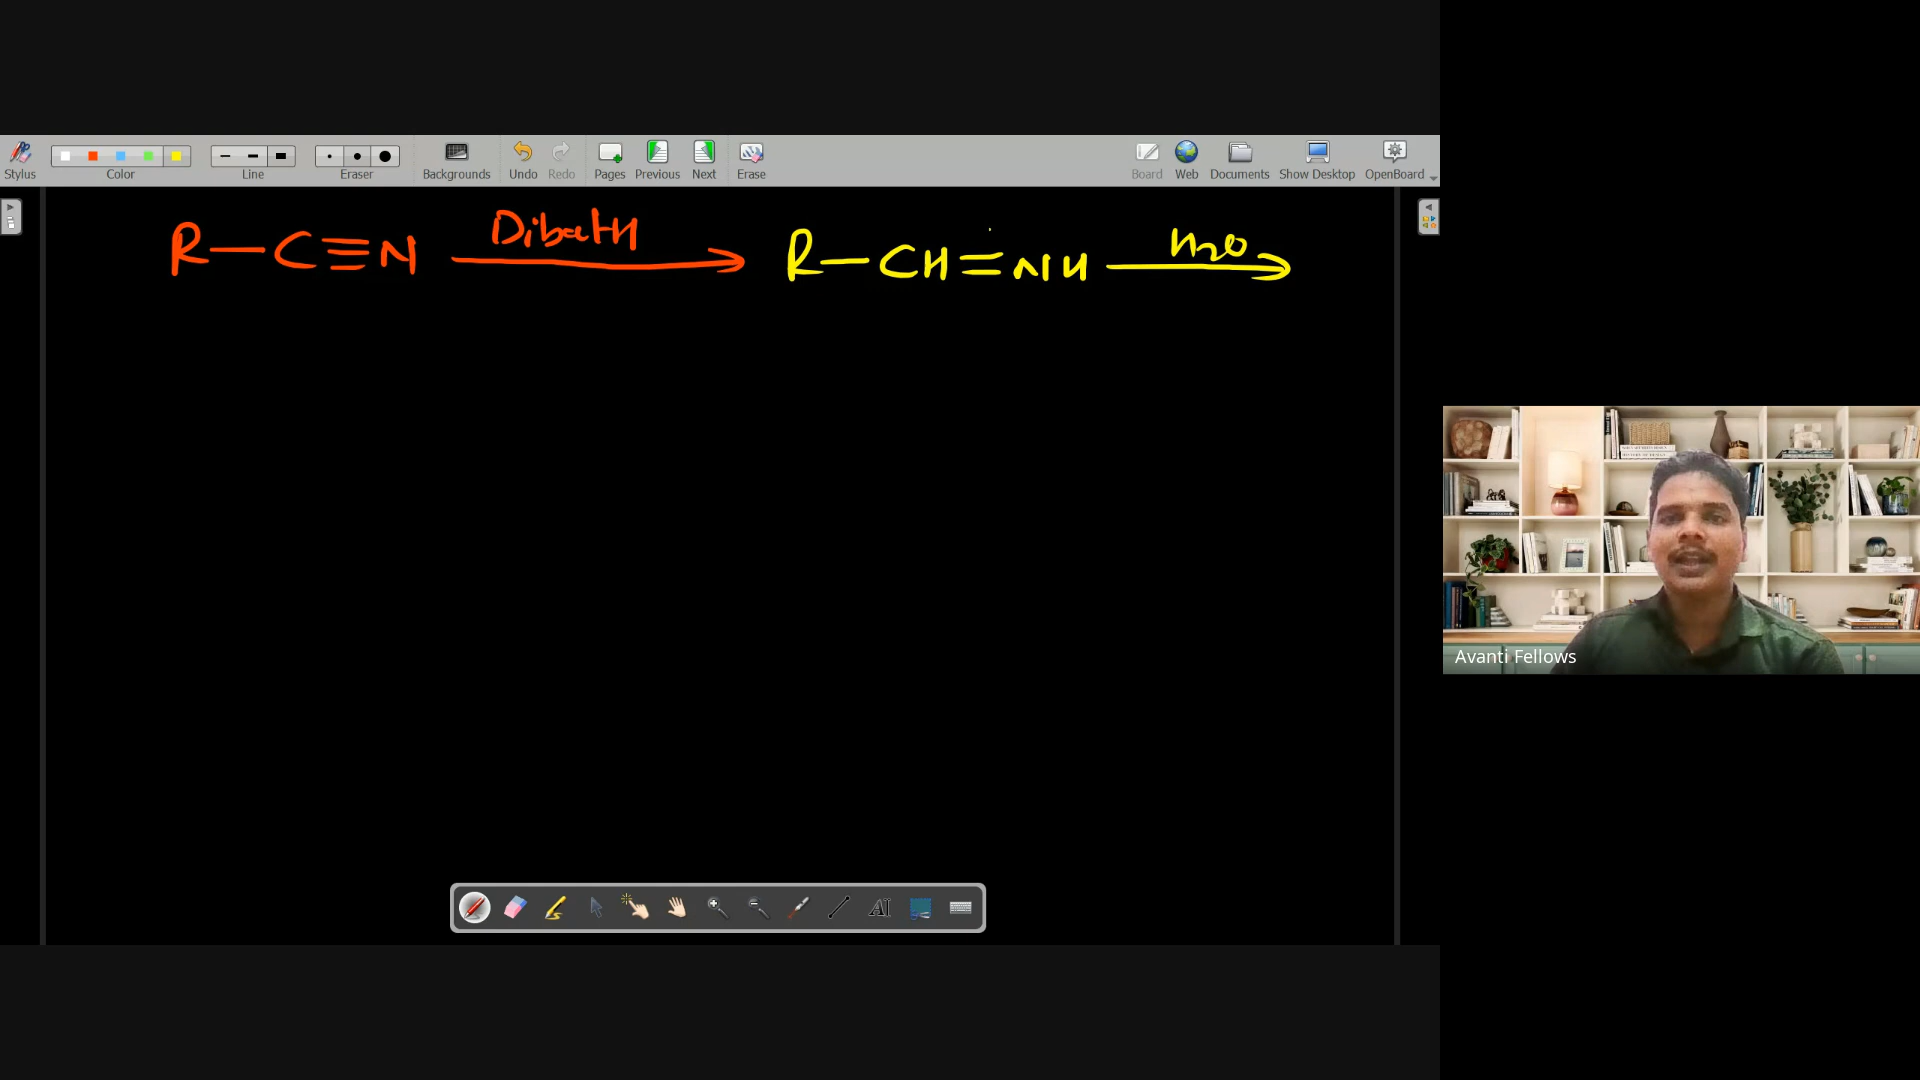 Stylus Color Line Eraser Backgrounds Undo Redo Pages Previous Next Erase Board Web Documents Show Desktop OpenBoard
R—C≡N Dibal-H → R—CH=NH H2O →
AI
Avanti Fellows